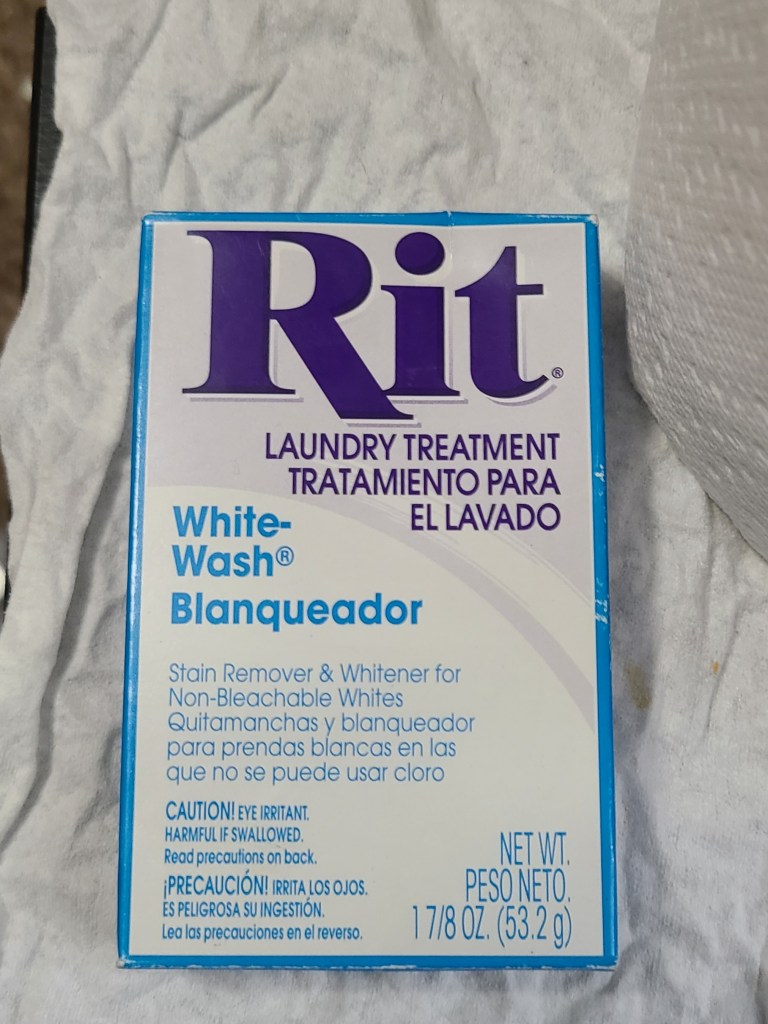 Rit®
LAUNDRY TREATMENT
TRATAMIENTO PARA
EL LAVADO
White-
Wash®
Blanqueador
Stain Remover & Whitener for
Non-Bleachable Whites
Quitamanchas y blanqueador
para prendas blancas en las
que no se puede usar cloro
CAUTION! EYE IRRITANT.
HARMFUL IF SWALLOWED.
Read precautions on back.
¡PRECAUCIÓN! IRRITA LOS OJOS.
ES PELIGROSA SU INGESTIÓN.
Lea las precauciones en el reverso.
NET WT.
PESO NETO.
1 7/8 OZ. (53.2 g)